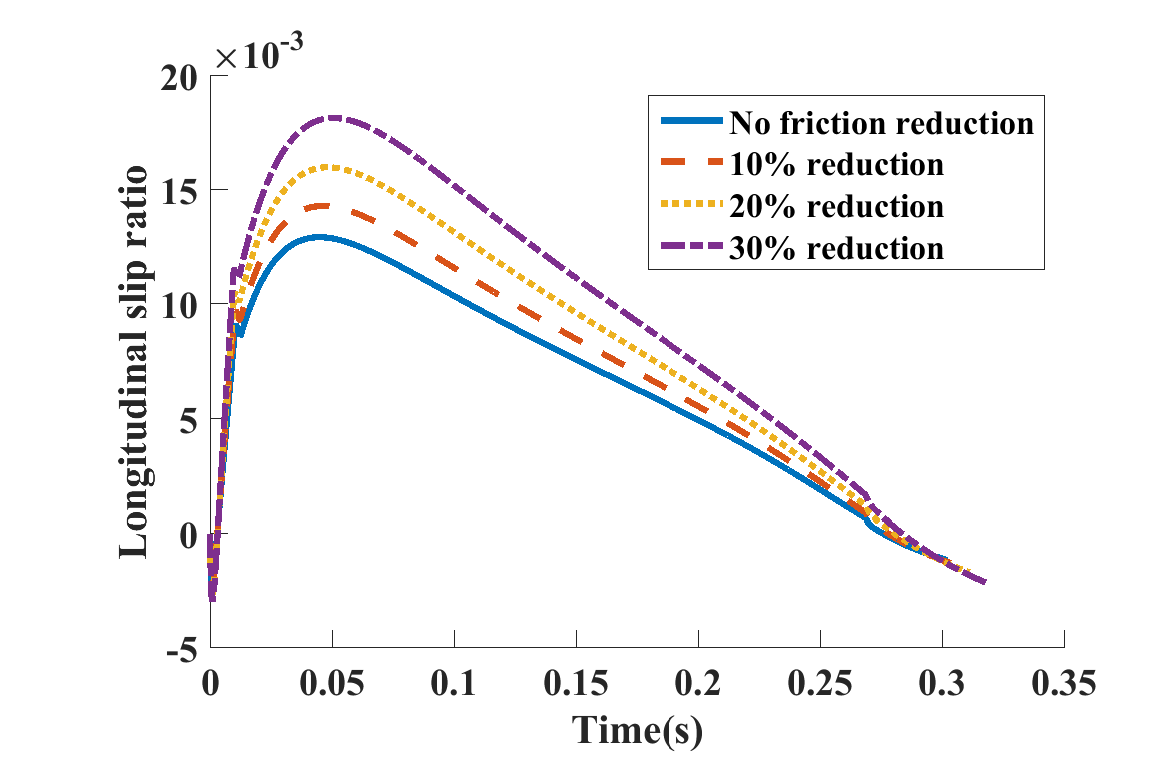 ×10-3
20
15
10
5
0
-5
Longitudinal slip ratio
No friction reduction
10% reduction
20% reduction
30% reduction
0 0.05 0.1 0.15 0.2 0.25 0.3 0.35
Time(s)